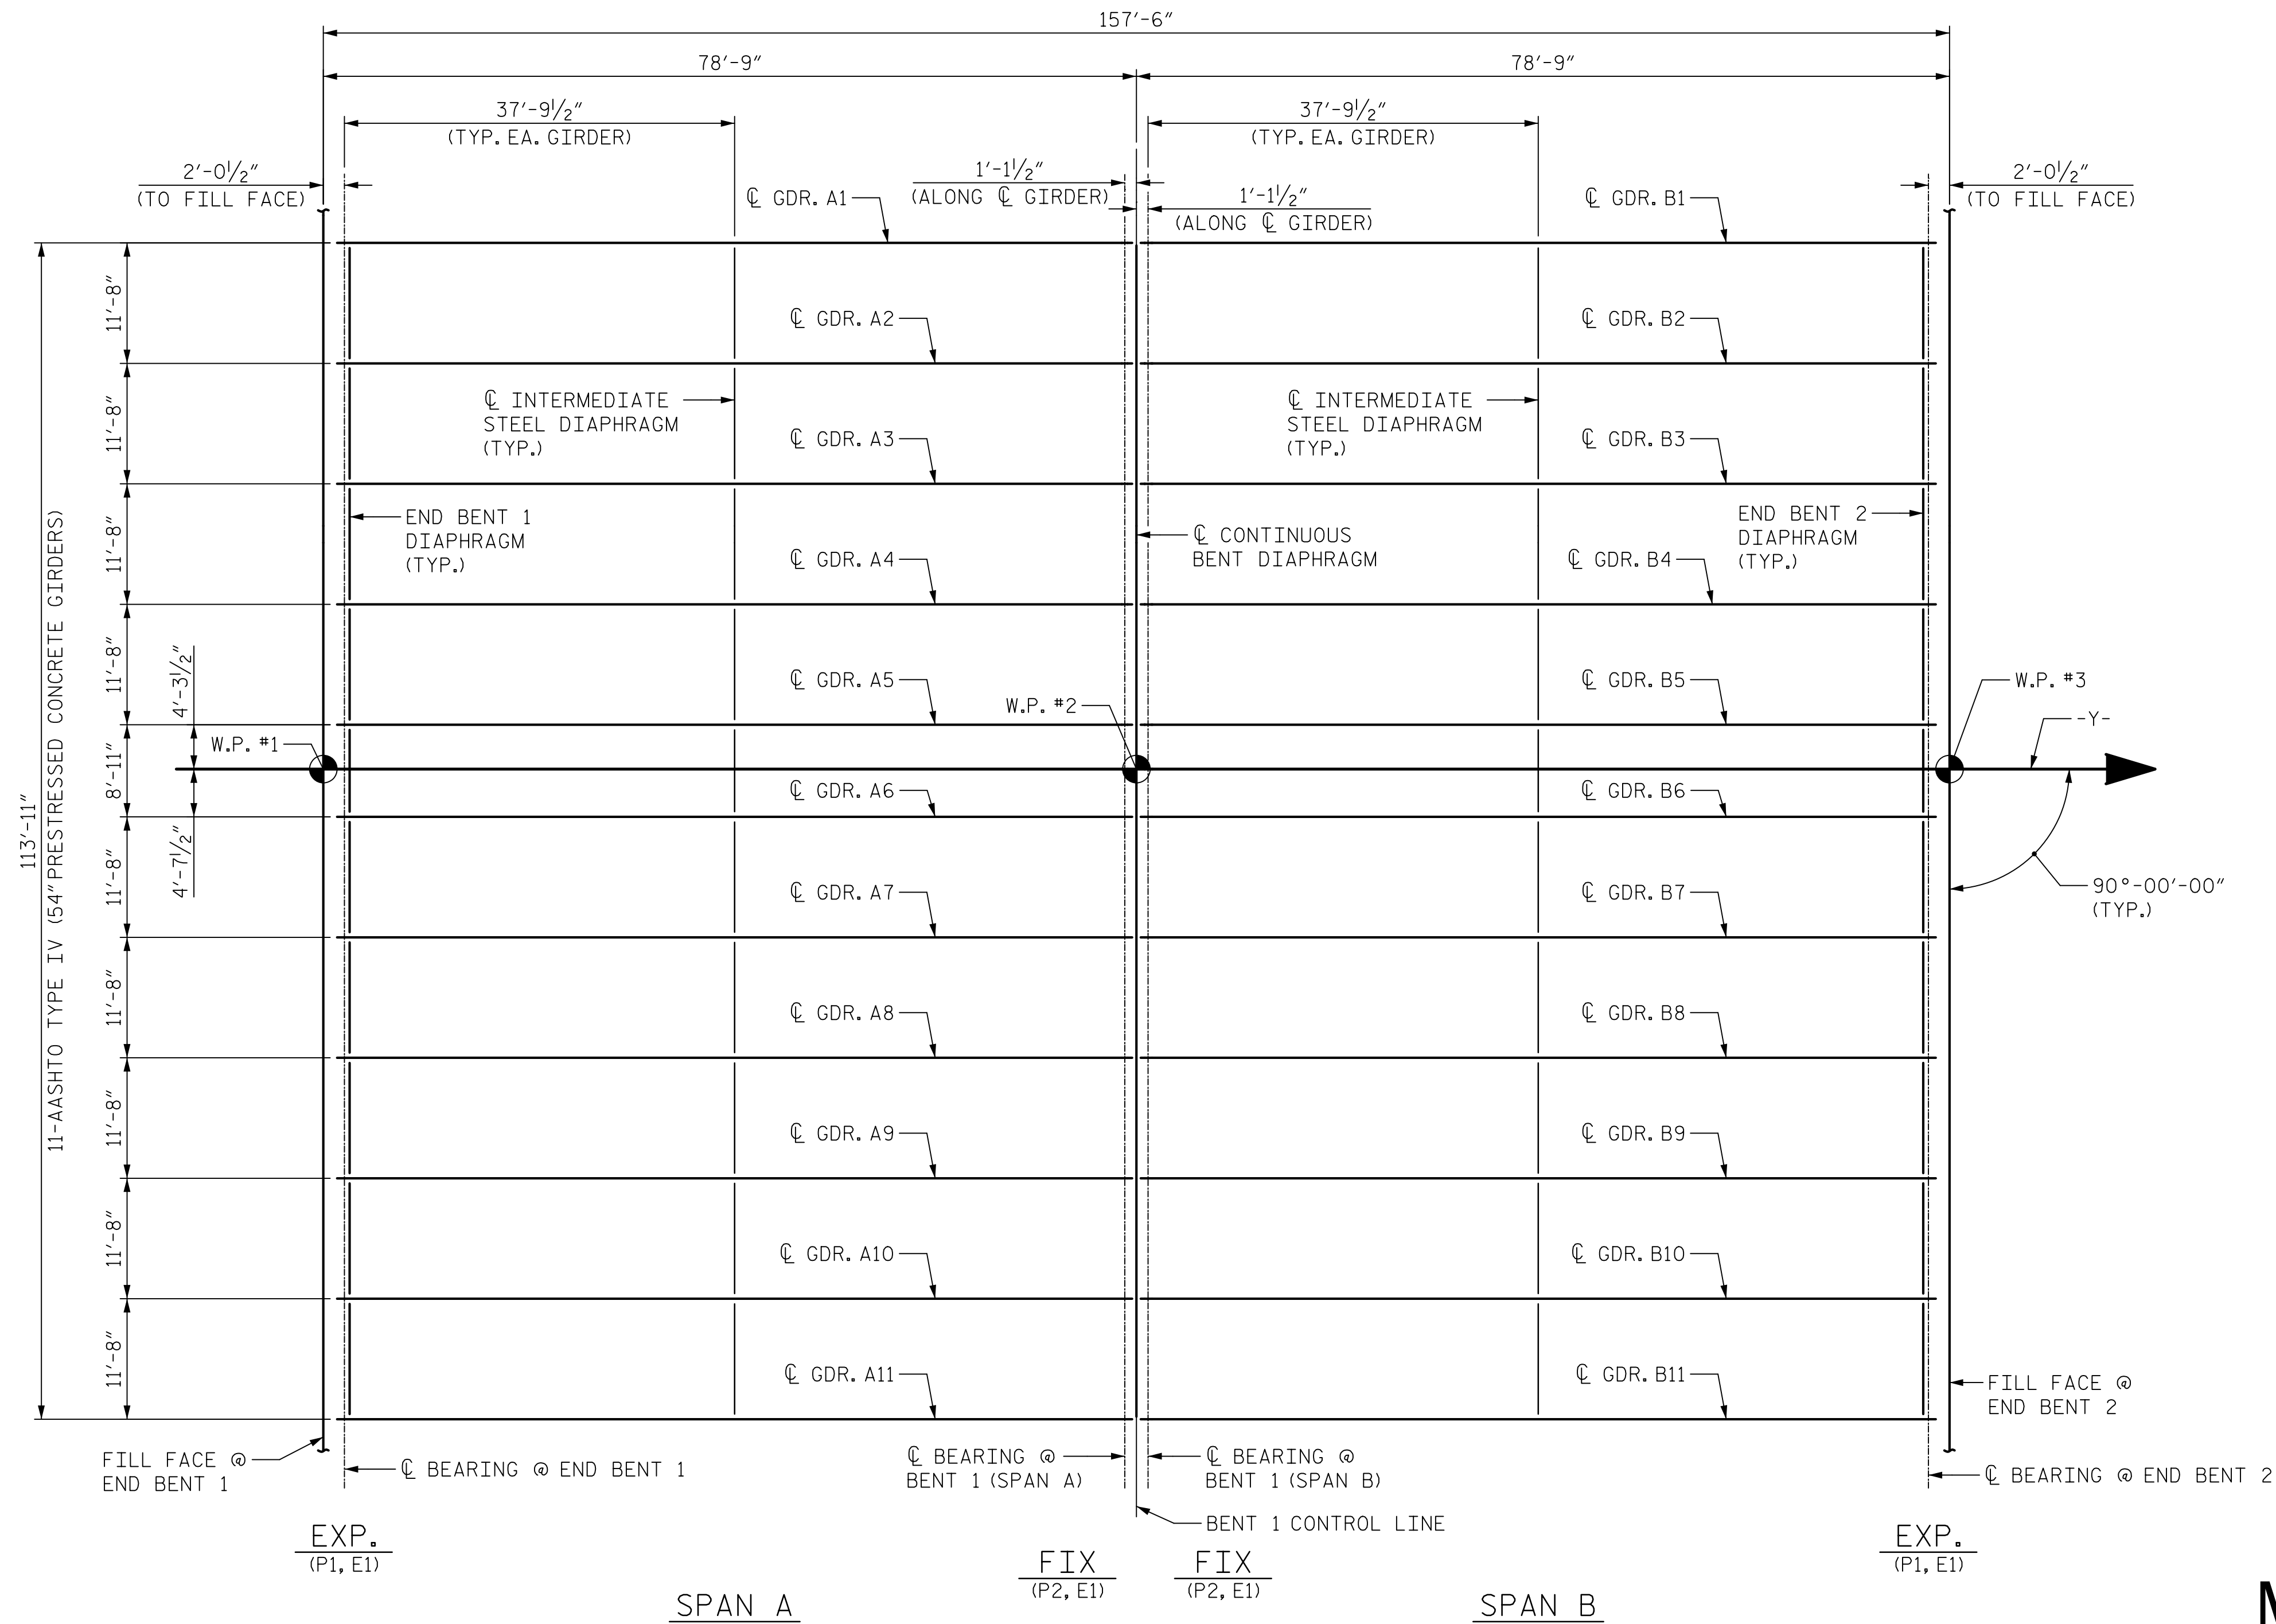 157'-6"
78'-9"
78'-9"
37'-9½"
(TYP. EA. GIRDER)
37'-9½"
(TYP. EA. GIRDER)
2'-0½"
(TO FILL FACE)
1'-1½"
(ALONG ℄ GIRDER)
1'-1½"
(ALONG ℄ GIRDER)
2'-0½"
(TO FILL FACE)
℄ GDR. A1
℄ GDR. B1
11'-8"
℄ GDR. A2
℄ GDR. B2
℄ INTERMEDIATE
STEEL DIAPHRAGM
(TYP.)
℄ INTERMEDIATE
STEEL DIAPHRAGM
(TYP.)
11'-8"
℄ GDR. A3
℄ GDR. B3
END BENT 1
DIAPHRAGM
(TYP.)
℄ CONTINUOUS
BENT DIAPHRAGM
END BENT 2
DIAPHRAGM
(TYP.)
11'-8"
℄ GDR. A4
℄ GDR. B4
11'-8"
4'-3½"
℄ GDR. A5
℄ GDR. B5
W.P. #1
W.P. #2
W.P. #3
-Y-
8'-11"
℄ GDR. A6
℄ GDR. B6
113'-11"
11-AASHTO TYPE IV (54" PRESTRESSED CONCRETE GIRDERS)
4'-7½"
11'-8"
℄ GDR. A7
℄ GDR. B7
90°-00'-00"
(TYP.)
11'-8"
℄ GDR. A8
℄ GDR. B8
11'-8"
℄ GDR. A9
℄ GDR. B9
11'-8"
℄ GDR. A10
℄ GDR. B10
11'-8"
℄ GDR. A11
℄ GDR. B11
FILL FACE @
END BENT 2
FILL FACE @
END BENT 1
℄ BEARING @ END BENT 1
℄ BEARING @
BENT 1 (SPAN A)
℄ BEARING @
BENT 1 (SPAN B)
℄ BEARING @ END BENT 2
BENT 1 CONTROL LINE
EXP.
(P1, E1)
FIX
(P2, E1)
FIX
(P2, E1)
EXP.
(P1, E1)
SPAN A
SPAN B